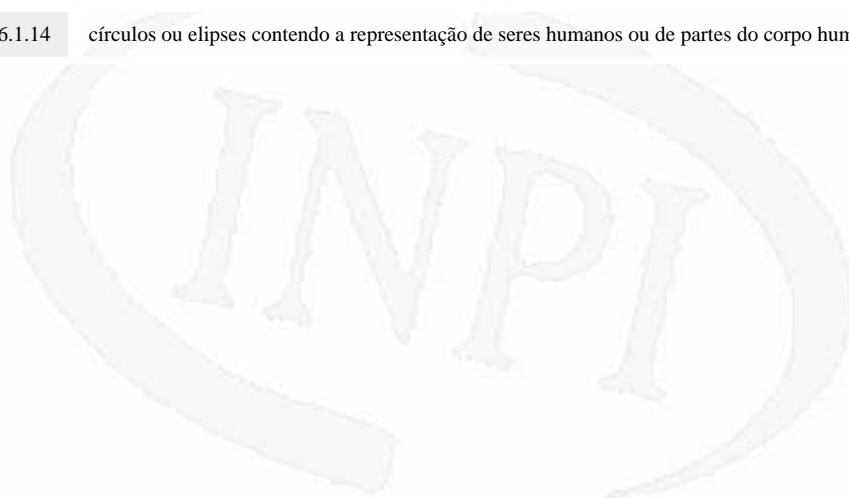 6.1.14 círculos ou elipses contendo a representação de seres humanos ou de partes do corpo hum
INPI